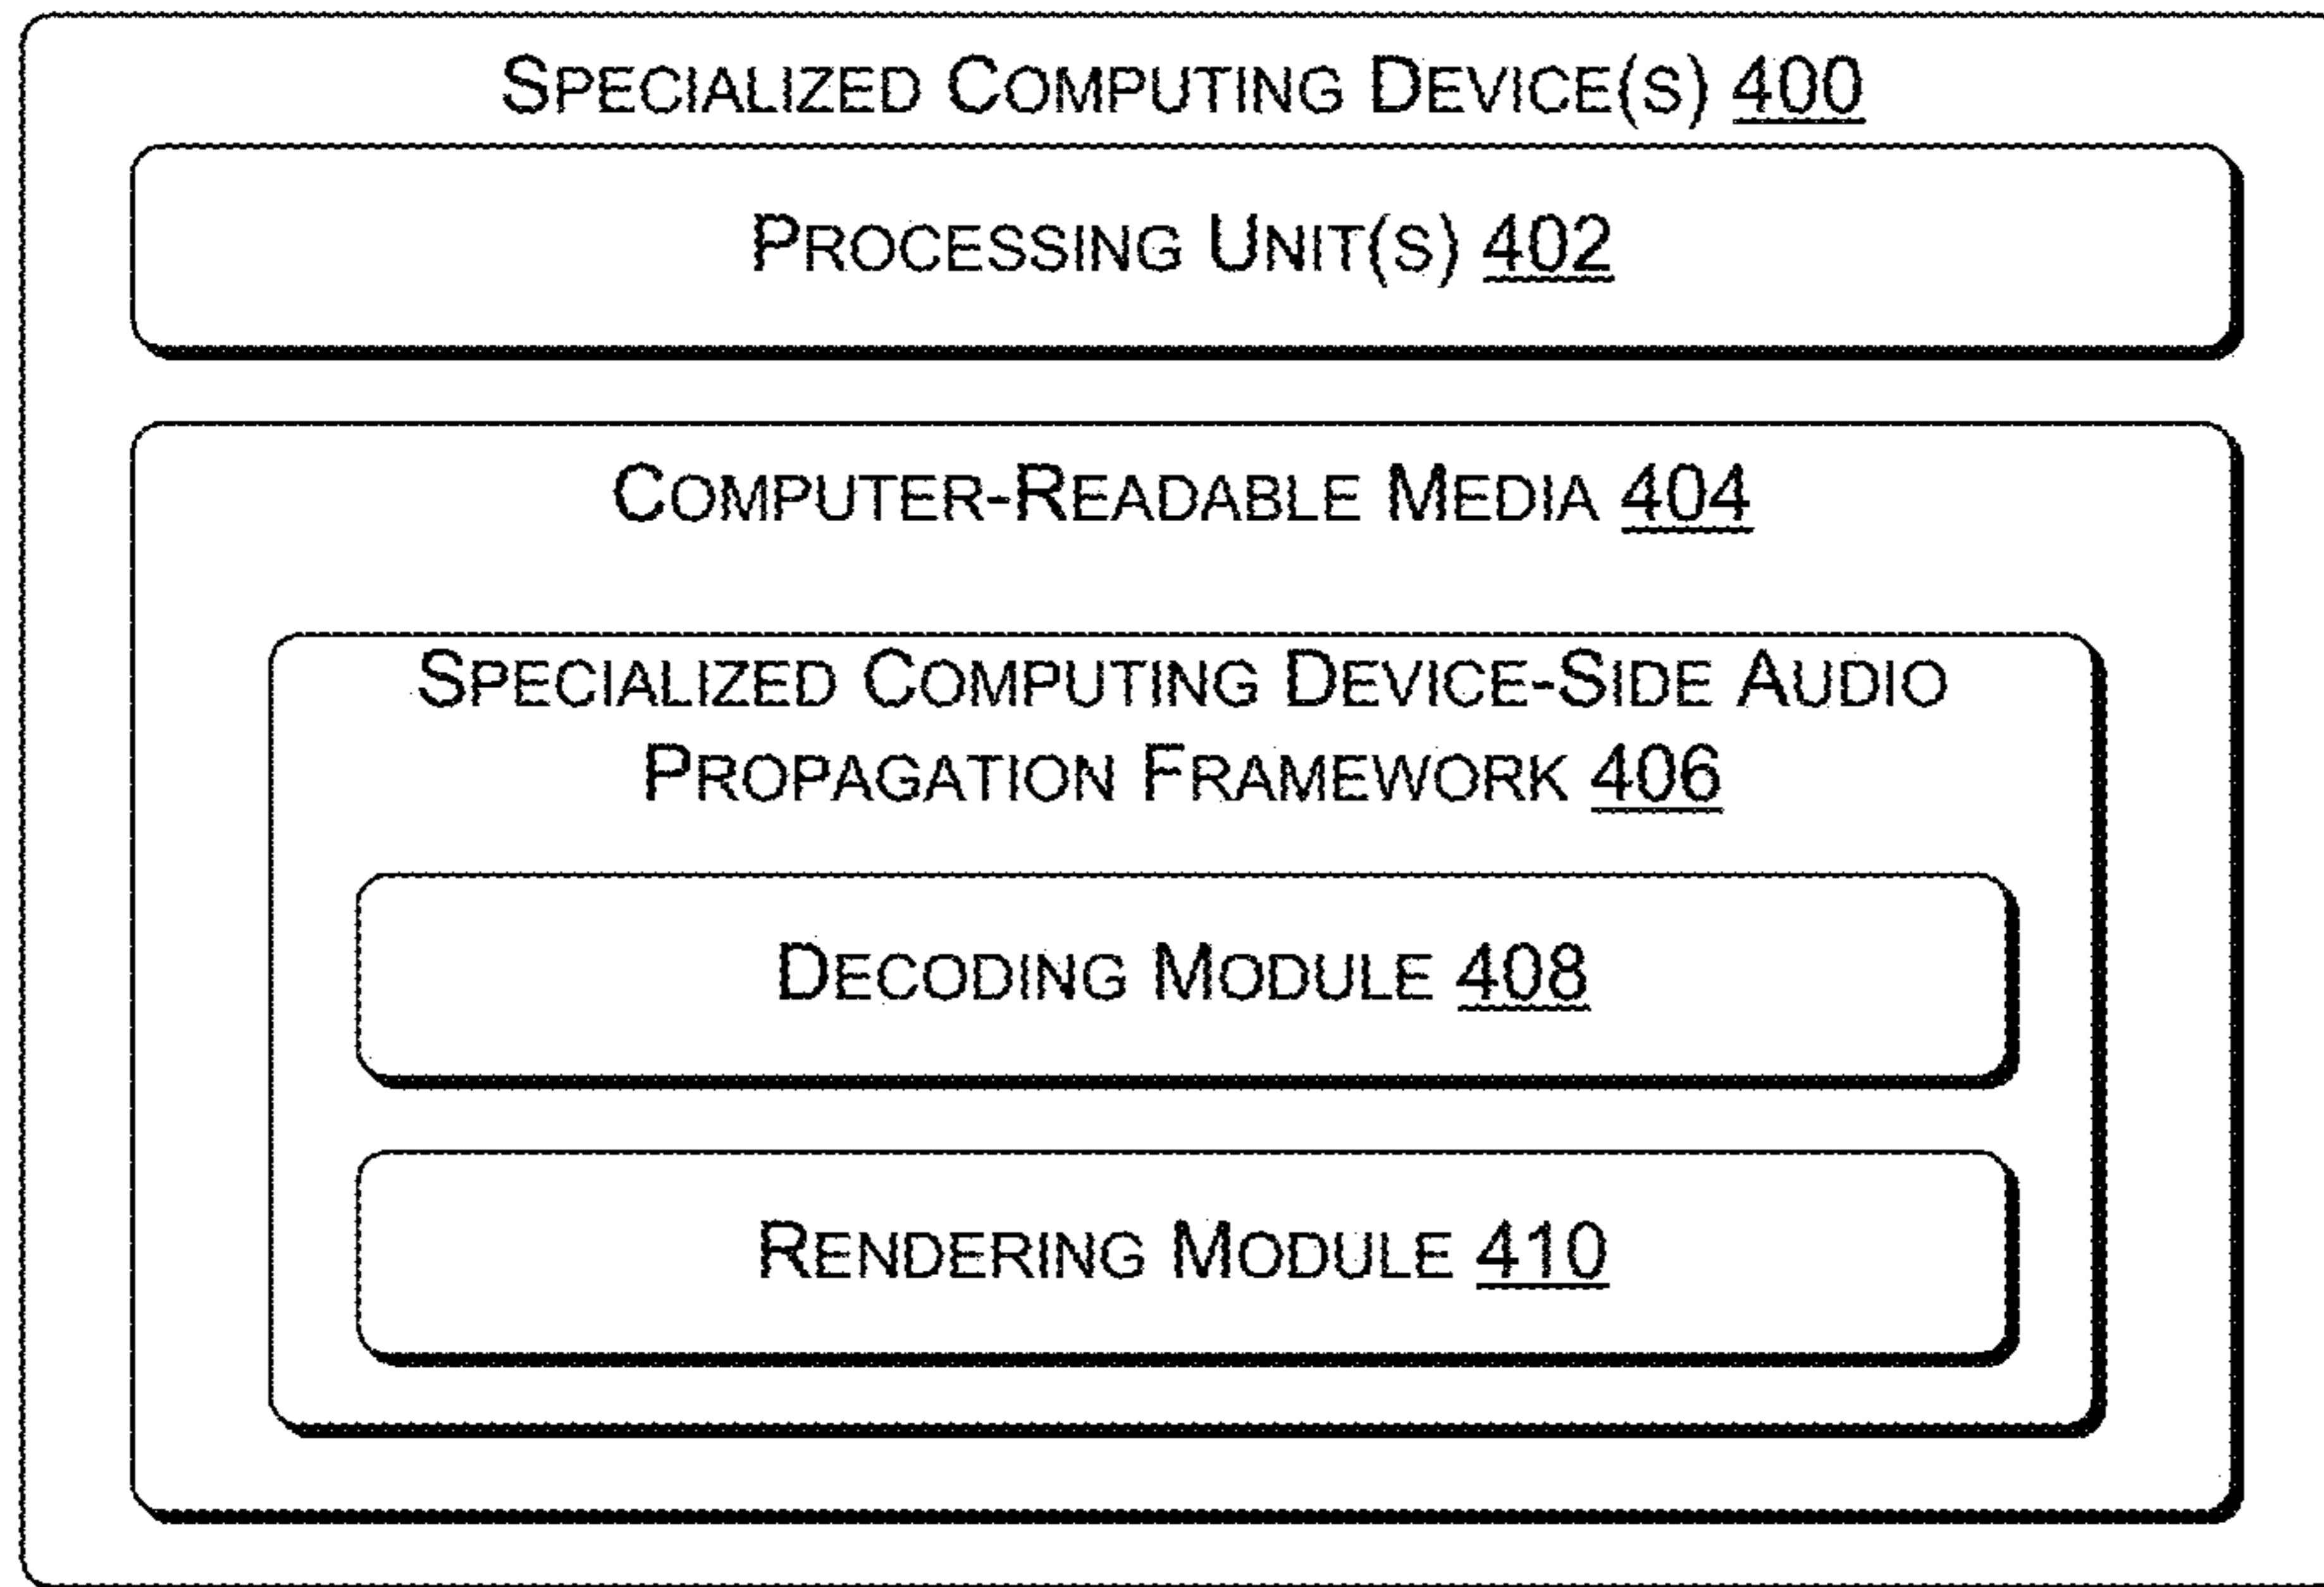 SPECIALIZED COMPUTING DEVICE(S) 400
PROCESSING UNIT(S) 402
COMPUTER-READABLE MEDIA 404
SPECIALIZED COMPUTING DEVICE-SIDE AUDIO
PROPAGATION FRAMEWORK 406
DECODING MODULE 408
RENDERING MODULE 410